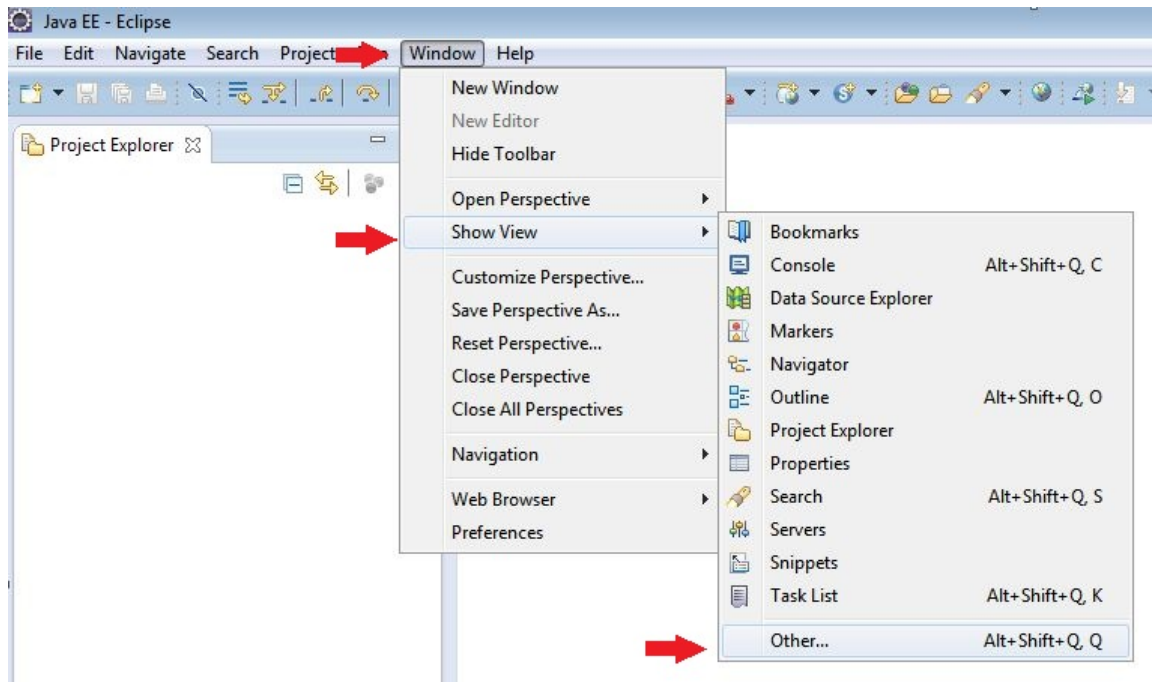 Java EE - Eclipse
File Edit Navigate Search Project Window Help
Project Explorer
New Window
New Editor
Hide Toolbar
Open Perspective
Show View
Customize Perspective...
Save Perspective As...
Reset Perspective...
Close Perspective
Close All Perspectives
Navigation
Web Browser
Preferences
Bookmarks
Console Alt+Shift+Q, C
Data Source Explorer
Markers
Navigator
Outline Alt+Shift+Q, O
Project Explorer
Properties
Search Alt+Shift+Q, S
Servers
Snippets
Task List Alt+Shift+Q, K
Other... Alt+Shift+Q, Q